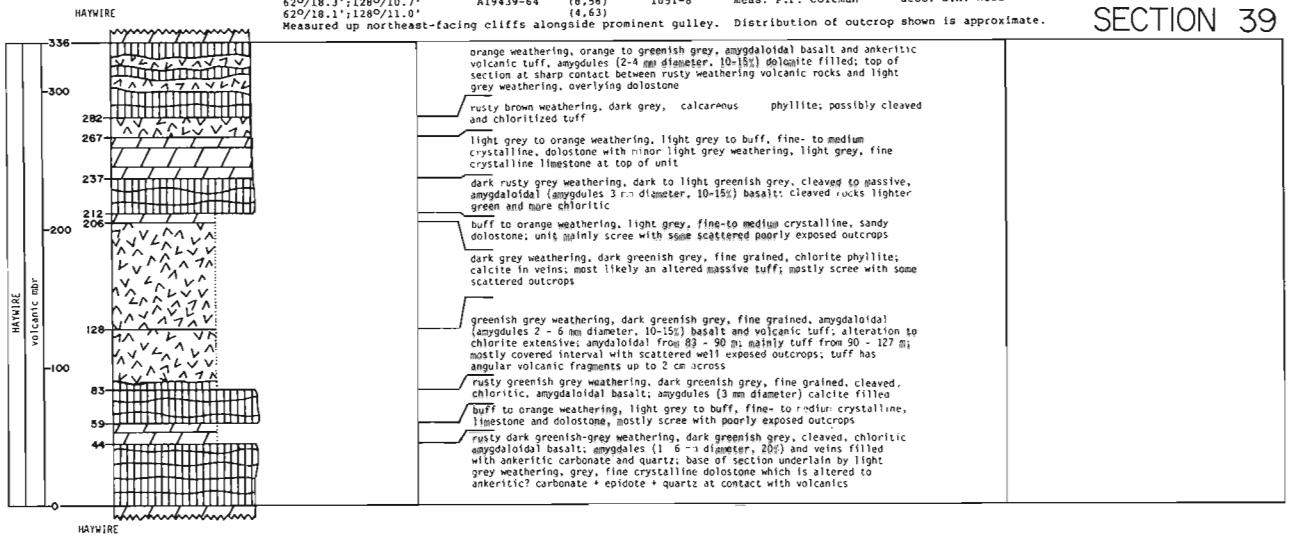 HAYWIRE
62°/18.1';128°/11.0' (4,63)
Measured up northeast-facing cliffs alongside prominent gulley. Distribution of outcrop shown is approximate.
SECTION 39
336
300
282
267
237
212
206
200
128
100
83
59
44
0
HAYWIRE
volcanic mbr
orange weathering, orange to greenish grey, amygdaloidal basalt and ankeritic
volcanic tuff, amygdules (2-4 mm diameter, 10-15%) dolomite filled; top of
section at sharp contact between rusty weathering volcanic rocks and light
grey weathering, overlying dolostone
rusty brown weathering, dark grey, calcareous phyllite; possibly cleaved
and chloritized tuff
light grey to orange weathering, light grey to buff, fine- to medium
crystalline, dolostone with minor light grey weathering, light grey, fine
crystalline limestone at top of unit
dark rusty grey weathering, dark to light greenish grey, cleaved to massive,
amygdaloidal (amygdules 3 mm diameter, 10-15%) basalt; cleaved rocks lighter
green and more chloritic
buff to orange weathering, light grey, fine-to medium crystalline, sandy
dolostone; unit mainly scree with some scattered poorly exposed outcrops
dark grey weathering, dark greenish grey, fine grained, chlorite phyllite;
calcite in veins; most likely an altered massive tuff; mostly scree with some
scattered outcrops
greenish grey weathering, dark greenish grey, fine grained, amygdaloidal
(amygdules 2 - 6 mm diameter, 10-15%) basalt and volcanic tuff; alteration to
chlorite extensive; amydaloidal from 83 - 90 m; mainly tuff from 90 - 127 m;
mostly covered interval with scattered well exposed outcrops; tuff has
angular volcanic fragments up to 2 cm across
rusty greenish grey weathering, dark greenish grey, fine grained, cleaved,
chloritic, amygdaloidal basalt; amygdules (3 mm diameter) calcite filled
buff to orange weathering, light grey to buff, fine- to medium crystalline,
limestone and dolostone, mostly scree with poorly exposed outcrops
rusty dark greenish-grey weathering, dark greenish grey, cleaved, chloritic
amygdaloidal basalt; amygdales (1 6 mm diameter, 20%) and veins filled
with ankeritic carbonate and quartz; base of section underlain by light
grey weathering, grey, fine crystalline dolostone which is altered to
ankeritic? carbonate + epidote + quartz at contact with volcanics
HAYWIRE